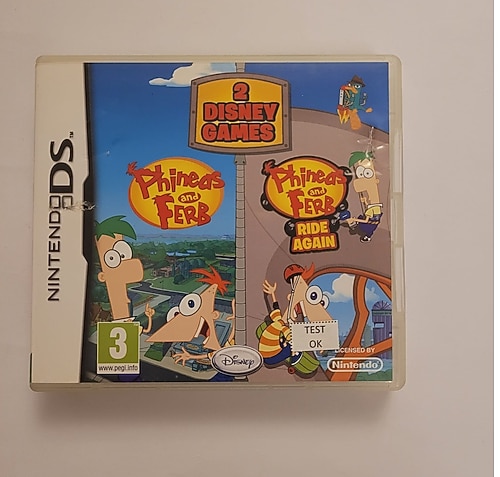 NINTENDO DS™
2
DISNEY
GAMES
Phineas
and
FERB
Phineas
and
FERB
RIDE
AGAIN
TEST
OK
3
www.pegi.info
Disney
LICENSED BY
Nintendo